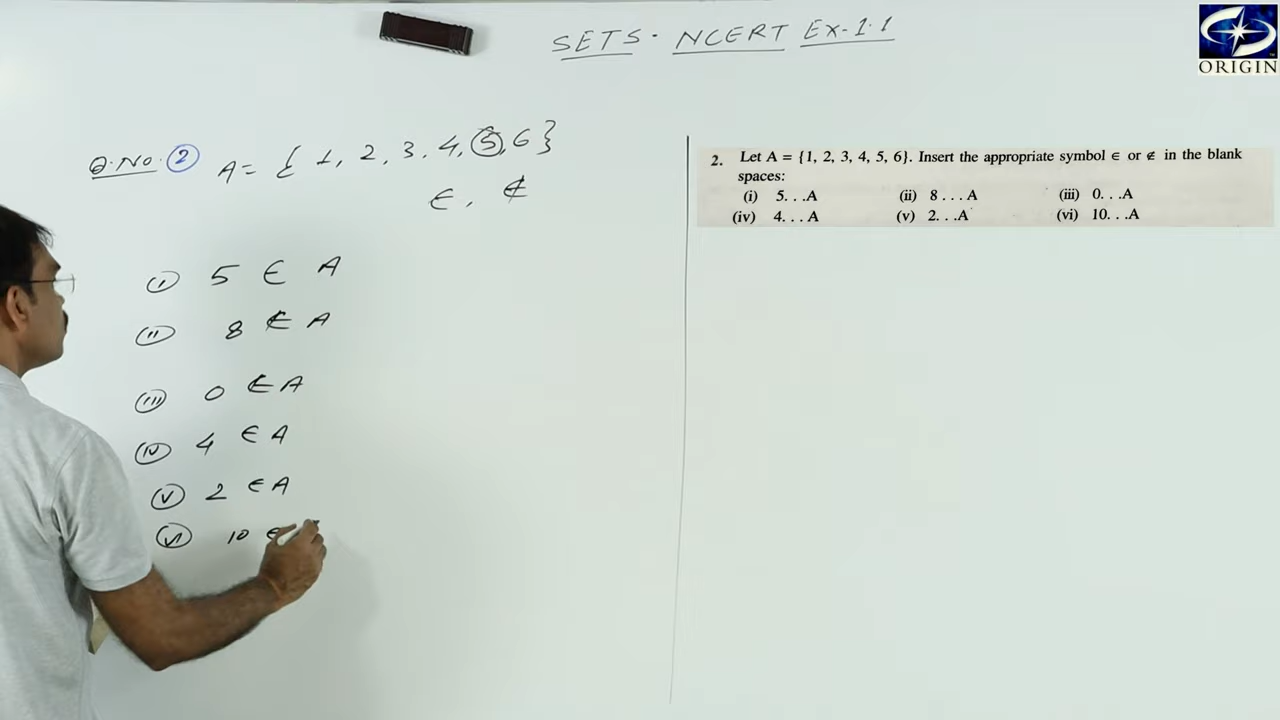 SETS. NCERT Ex-1.1
ORIGIN
Q.No. 2 A = { 1, 2, 3, 4, 5, 6 }
∈, ∉
(i) 5 ∈ A
(ii) 8 ∉ A
(iii) 0 ∉ A
(iv) 4 ∈ A
(v) 2 ∈ A
(vi) 10 ∈
2. Let A = {1, 2, 3, 4, 5, 6}. Insert the appropriate symbol ∈ or ∉ in the blank
spaces:
(i) 5. . .A (ii) 8 . . . A (iii) 0. . .A
(iv) 4. . . A (v) 2. . .A (vi) 10. . .A